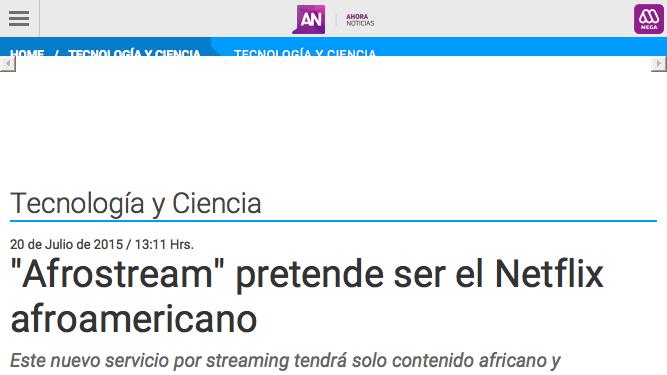 AN AHORA
NOTICIAS
MEGA
HOME / TECNOLOGÍA Y CIENCIA TECNOLOGÍA Y CIENCIA
Tecnología y Ciencia
20 de Julio de 2015 / 13:11 Hrs.
"Afrostream" pretende ser el Netflix
afroamericano
Este nuevo servicio por streaming tendrá solo contenido africano y